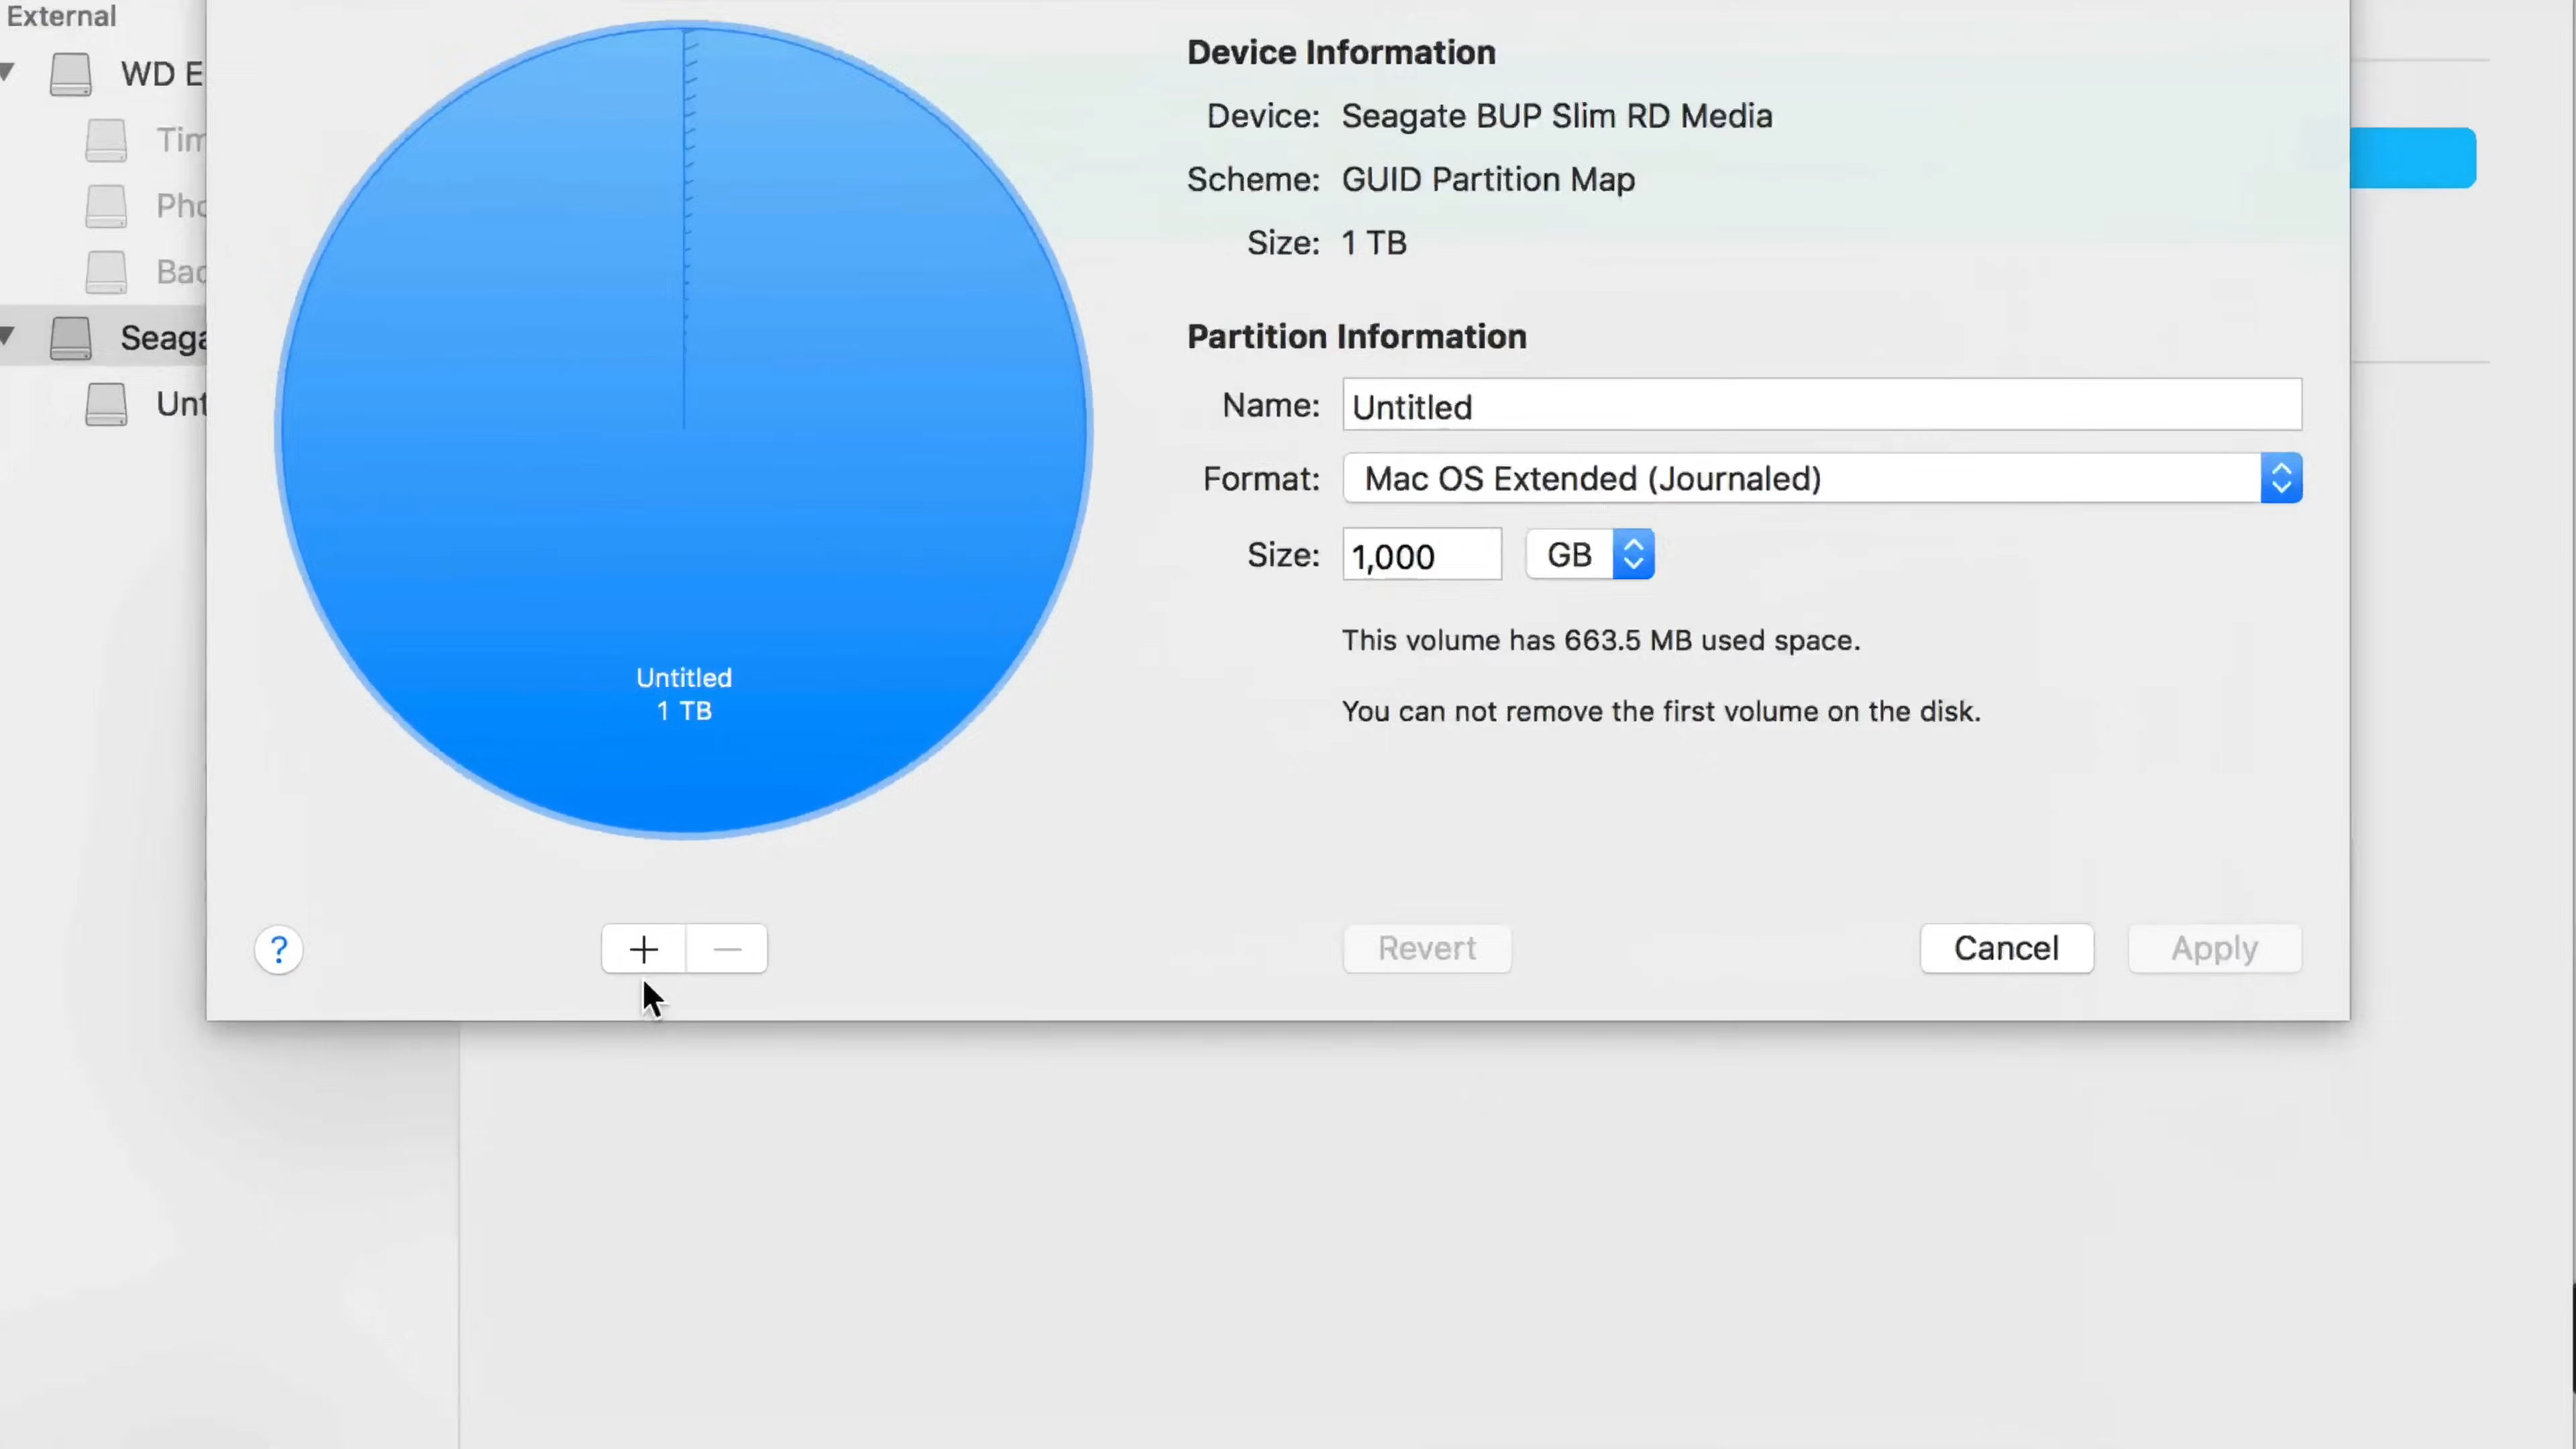 External
WD E
Tim
Pho
Bac
Seaga
Unt
Untitled
1 TB
Device Information
Device: Seagate BUP Slim RD Media
Scheme: GUID Partition Map
Size: 1 TB
Partition Information
Name: Untitled
Format: Mac OS Extended (Journaled)
Size: 1,000 GB
This volume has 663.5 MB used space.
You can not remove the first volume on the disk.
? + − Revert Cancel Apply